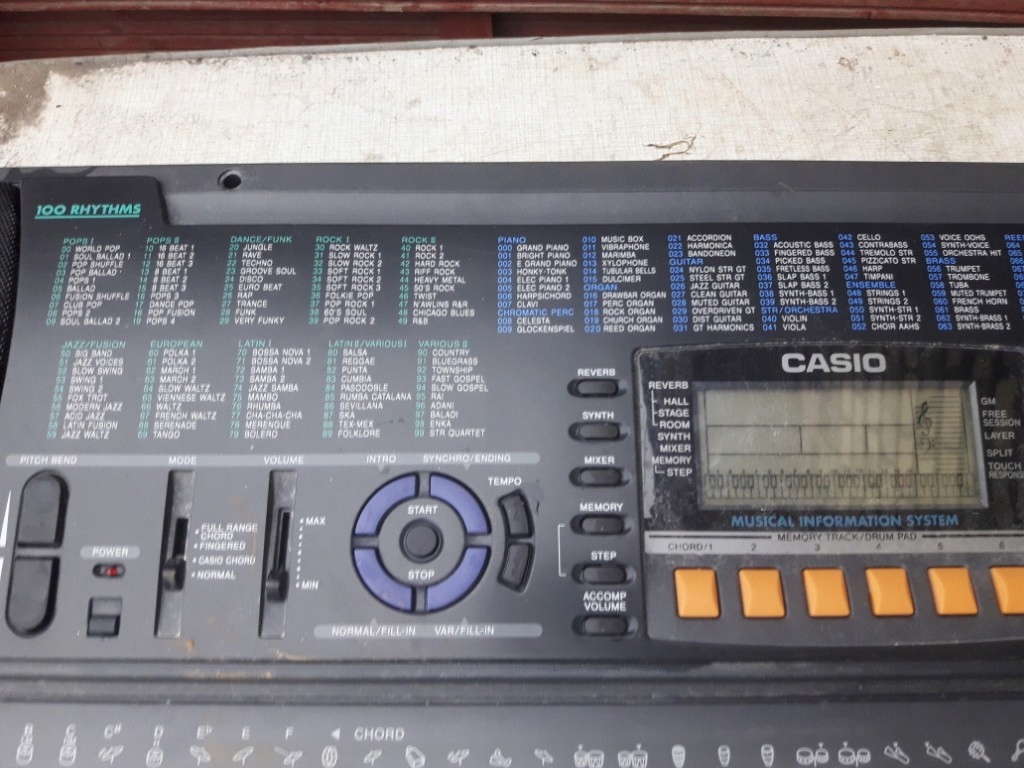 100 RHYTHMS
POPS I
00 WORLD POP
01 SOUL BALLAD 1
02 POP SHUFFLE
03 POP BALLAD
04 POPS 1
05 BALLAD
06 FUSION SHUFFLE
07 CLUB POP
08 POPS 2
09 SOUL BALLAD 2
POPS II
10 16 BEAT 1
11 16 BEAT 2
12 16 BEAT 3
13 8 BEAT 1
14 8 BEAT 2
15 8 BEAT 3
16 POPS 3
17 DANCE POP
18 POP FUSION
19 POPS 4
DANCE/FUNK
20 JUNGLE
21 RAVE
22 TECHNO
23 GROOVE SOUL
24 DISCO
25 EURO BEAT
26 RAP
27 TRANCE
28 FUNK
29 VERY FUNKY
ROCK I
30 ROCK WALTZ
31 SLOW ROCK 1
32 SLOW ROCK 2
33 SOFT ROCK 1
34 SOFT ROCK 2
35 SOFT ROCK 3
36 FOLKIE POP
37 POP ROCK 1
38 60'S SOUL
39 POP ROCK 2
ROCK II
40 ROCK 1
41 ROCK 2
42 HARD ROCK
43 RIFF ROCK
44 HEAVY METAL
45 50'S ROCK
46 TWIST
47 N'AWLINS R&R
48 CHICAGO BLUES
49 R&B
PIANO
000 GRAND PIANO
001 BRIGHT PIANO
002 E GRAND PIANO
003 HONKY-TONK
004 ELEC PIANO 1
005 ELEC PIANO 2
006 HARPSICHORD
007 CLAVI
CHROMATIC PERC
008 CELESTA
009 GLOCKENSPIEL
010 MUSIC BOX
011 VIBRAPHONE
012 MARIMBA
013 XYLOPHONE
014 TUBULAR BELLS
015 DULCIMER
ORGAN
016 DRAWBAR ORGAN
017 PERC ORGAN
018 ROCK ORGAN
019 CHURCH ORGAN
020 REED ORGAN
021 ACCORDION
022 HARMONICA
023 BANDONEON
GUITAR
024 NYLON STR GT
025 STEEL STR GT
026 JAZZ GUITAR
027 CLEAN GUITAR
028 MUTED GUITAR
029 OVERDRIVEN GT
030 DIST GUITAR
031 GT HARMONICS
BASS
032 ACOUSTIC BASS
033 FINGERED BASS
034 PICKED BASS
035 FRETLESS BASS
036 SLAP BASS 1
037 SLAP BASS 2
038 SYNTH-BASS 1
039 SYNTH-BASS 2
STR/ORCHESTRA
040 VIOLIN
041 VIOLA
042 CELLO
043 CONTRABASS
044 TREMOLO STR
045 PIZZICATO STR
046 HARP
047 TIMPANI
ENSEMBLE
048 STRINGS 1
049 STRINGS 2
050 SYNTH-STR 1
051 SYNTH-STR 2
052 CHOIR AAHS
053 VOICE OOHS
054 SYNTH-VOICE
055 ORCHESTRA HIT
BRASS
056 TRUMPET
057 TROMBONE
058 TUBA
059 MUTED TRUMPET
060 FRENCH HORN
061 BRASS
062 SYNTH-BRASS 1
063 SYNTH-BRASS 2
JAZZ/FUSION
50 BIG BAND
51 JAZZ VOICES
52 SLOW SWING
53 SWING 1
54 SWING 2
55 FOX TROT
56 MODERN JAZZ
57 ACID JAZZ
58 LATIN FUSION
59 JAZZ WALTZ
EUROPEAN
60 POLKA 1
61 POLKA 2
62 MARCH 1
63 MARCH 2
64 SLOW WALTZ
65 VIENNESE WALTZ
66 WALTZ
67 FRENCH WALTZ
68 SERENADE
69 TANGO
LATIN I
70 BOSSA NOVA 1
71 BOSSA NOVA 2
72 SAMBA 1
73 SAMBA 2
74 JAZZ SAMBA
75 MAMBO
76 RHUMBA
77 CHA-CHA-CHA
78 MERENGUE
79 BOLERO
LATIN II/VARIOUS I
80 SALSA
81 REGGAE
82 PUNTA
83 CUMBIA
84 PASODOBLE
85 RUMBA CATALANA
86 SEVILLANA
87 SKA
88 TEX-MEX
89 FOLKLORE
VARIOUS II
90 COUNTRY
91 BLUEGRASS
92 TOWNSHIP
93 FAST GOSPEL
94 SLOW GOSPEL
95 RAI
96 ADANI
97 BALADI
98 ENKA
99 STR QUARTET
CASIO
REVERB
SYNTH
MIXER
MEMORY
STEP
ACCOMP
VOLUME
REVERB
HALL
STAGE
ROOM
SYNTH
MIXER
MEMORY
STEP
GM
FREE
SESSION
LAYER
SPLIT
TOUCH
MUSICAL INFORMATION SYSTEM
MEMORY TRACK/DRUM PAD
CHORD/1 2 3 4 5 6
PITCH BEND
MODE
VOLUME
INTRO
SYNCHRO/ENDING
TEMPO
START
STOP
POWER
FULL RANGE
CHORD
FINGERED
CASIO CHORD
NORMAL
MAX
MIN
NORMAL/FILL-IN VAR/FILL-IN
C# E♭ E F ◀ CHORD